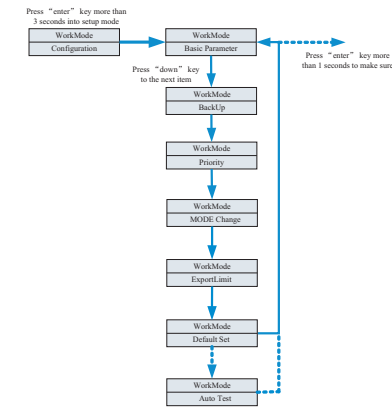 Press “enter” key more than
3 seconds into setup mode
WorkMode
Configuration
WorkMode
Basic Parameter
Press “enter” key more
than 1 seconds to make sure
Press “down” key
to the next item
WorkMode
BackUp
WorkMode
Priority
WorkMode
MODE Change
WorkMode
ExportLimit
WorkMode
Default Set
WorkMode
Auto Test